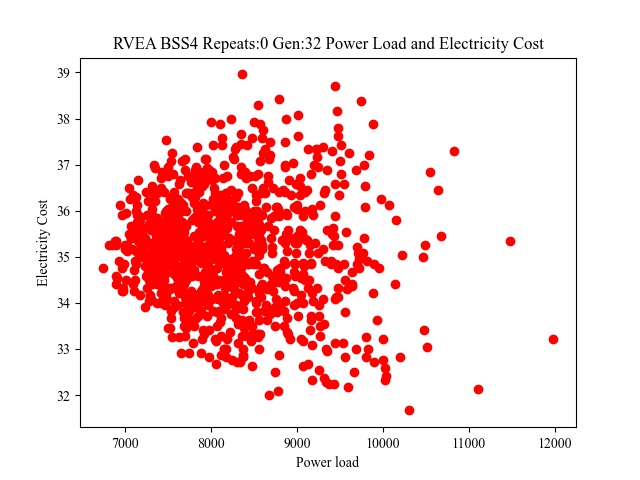 RVEA BSS4 Repeats:0 Gen:32 Power Load and Electricity Cost
39
38
37
36
35
34
33
32
Electricity Cost
7000 8000 9000 10000 11000 12000
Power load